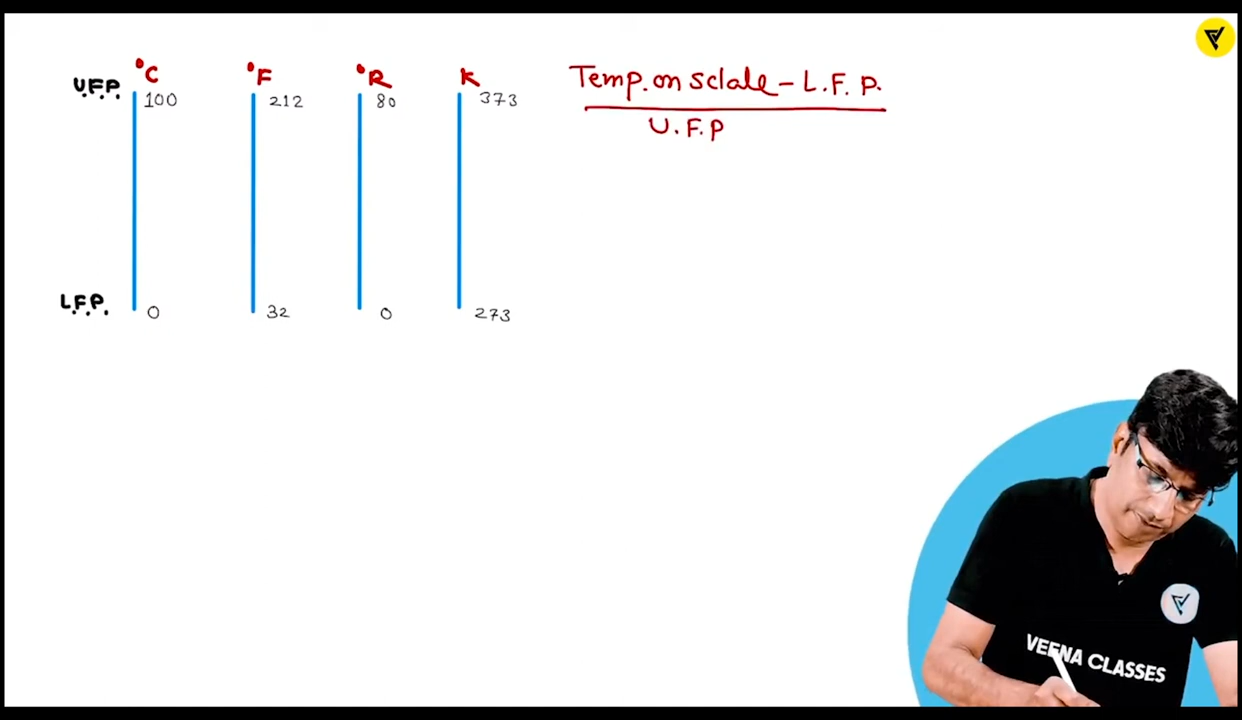 °C °F °R K
U.F.P. 100 212 80 373
L.F.P. 0 32 0 273
Temp. on sclale - L.F.P.
U.F.P
VEENA CLASSES